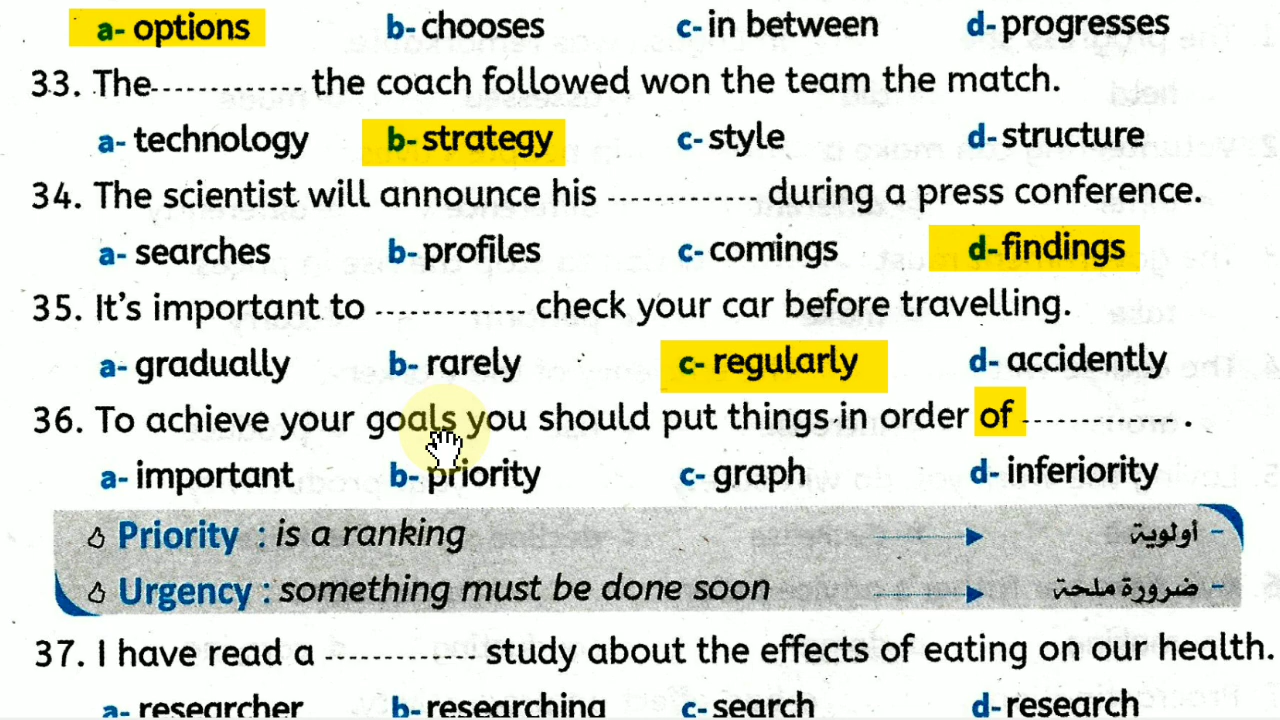 a- options b- chooses c- in between d- progresses
33. The------------- the coach followed won the team the match.
a- technology b- strategy c- style d- structure
34. The scientist will announce his ------------- during a press conference.
a- searches b- profiles c- comings d- findings
35. It's important to ------------- check your car before travelling.
a- gradually b- rarely c- regularly d- accidently
36. To achieve your goals you should put things in order of ------------- .
a- important b- priority c- graph d- inferiority
Priority : is a ranking - أولوية
Urgency : something must be done soon - ضرورة ملحة
37. I have read a ------------- study about the effects of eating on our health.
a- researcher b- researching c- search d- research